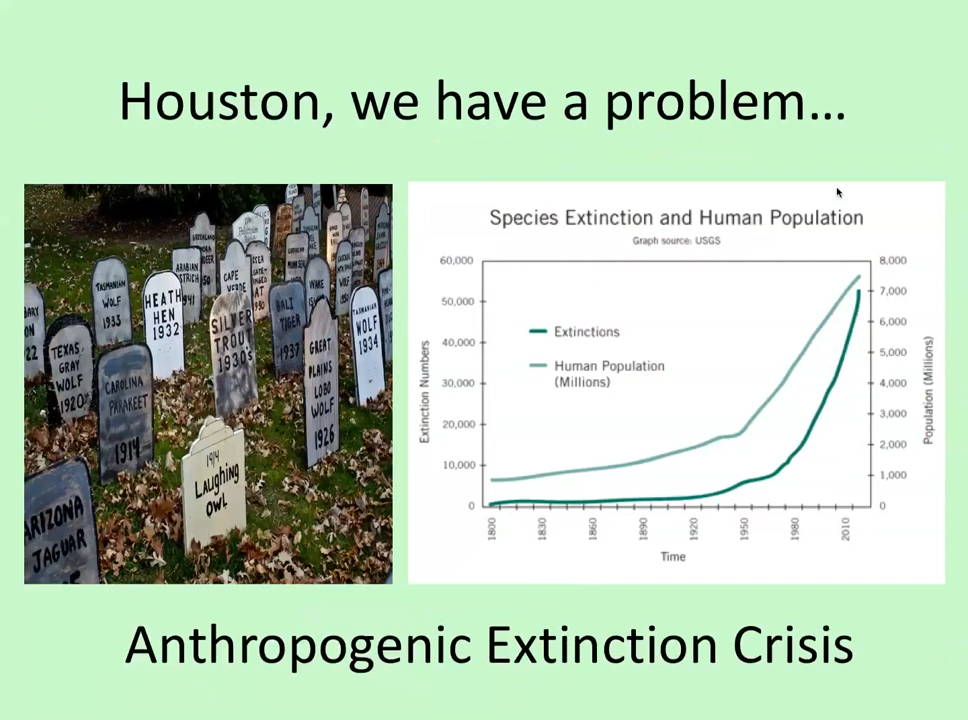 Houston, we have a problem...
TASMANIAN
WOLF
1933
HEATH
HEN
1932
ARABIAN
CAPE
VERDE
SILVER
TROUT
1930's
BALI
TIGER
1937
WAKE
TASMANIAN
WOLF
1934
TEXAS
GRAY
WOLF
1920
CAROLINA
PARAKEET
1914
GREAT
PLAINS
LOBO
WOLF
1926
1914
LAUGHING
OWL
ARIZONA
JAGUAR
Species Extinction and Human Population
Graph source: USGS
Extinction Numbers
60,000
50,000
40,000
30,000
20,000
10,000
0
Extinctions
Human Population
(Millions)
8,000
7,000
6,000
5,000
4,000
3,000
2,000
1,000
0
Population (Millions)
1800
1830
1860
1890
1920
1950
1980
2010
Time
Anthropogenic Extinction Crisis